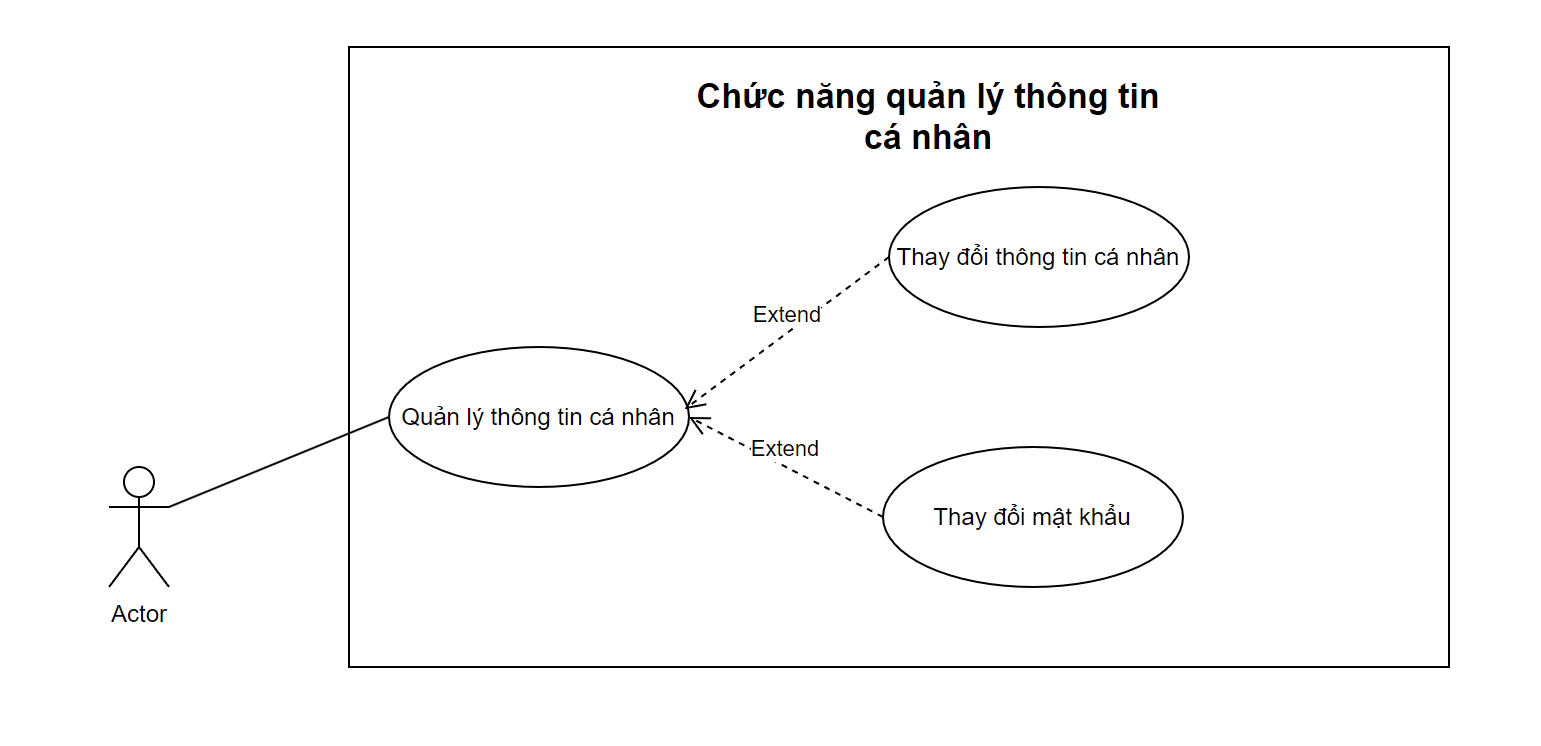 Chức năng quản lý thông tin
cá nhân
Thay đổi thông tin cá nhân
Extend
Quản lý thông tin cá nhân
Extend
Thay đổi mật khẩu
Actor